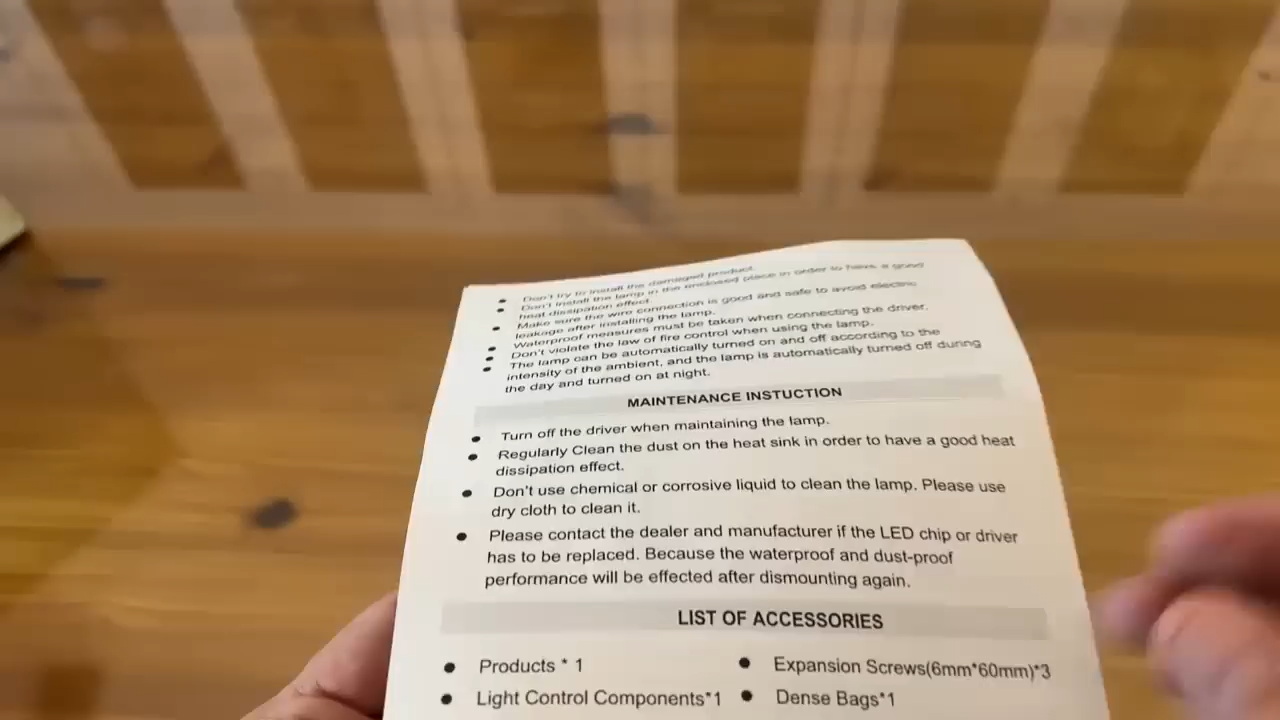 Don't try to install the damaged product.
Don't install the lamp in the enclosed place in order to have a good
heat dissipation effect.
Make sure the wire connection is good and safe to avoid electric
leakage after installing the lamp.
Waterproof measures must be taken when connecting the driver.
Don't violate the law of fire control when using the lamp.
The lamp can be automatically turned on and off according to the
intensity of the ambient, and the lamp is automatically turned off during
the day and turned on at night.
MAINTENANCE INSTUCTION
Turn off the driver when maintaining the lamp.
Regularly Clean the dust on the heat sink in order to have a good heat
dissipation effect.
Don't use chemical or corrosive liquid to clean the lamp. Please use
dry cloth to clean it.
Please contact the dealer and manufacturer if the LED chip or driver
has to be replaced. Because the waterproof and dust-proof
performance will be effected after dismounting again.
LIST OF ACCESSORIES
Products * 1
Expansion Screws(6mm*60mm)*3
Light Control Components*1
Dense Bags*1